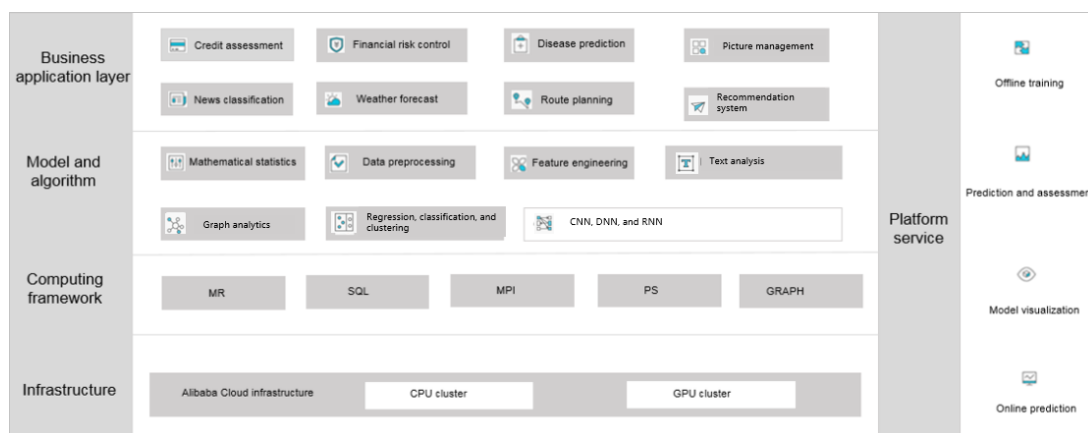 Business
application layer
Credit assessment
Financial risk control
Disease prediction
Picture management
News classification
Weather forecast
Route planning
Recommendation
system
Model and
algorithm
Mathematical statistics
Data preprocessing
Feature engineering
Text analysis
Graph analytics
Regression, classification, and
clustering
CNN, DNN, and RNN
Computing
framework
MR
SQL
MPI
PS
GRAPH
Infrastructure
Alibaba Cloud infrastructure
CPU cluster
GPU cluster
Platform
service
Offline training
Prediction and assessmen
Model visualization
Online prediction